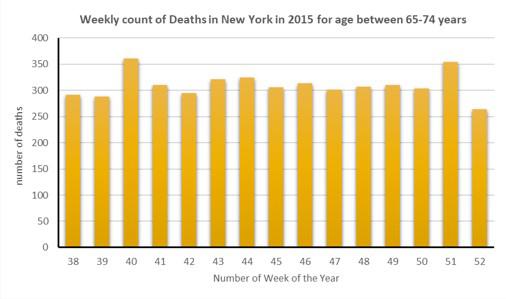 Weekly count of Deaths in New York in 2015 for age between 65-74 years
400
350
300
250
200
150
100
50
0
number of deaths
38 39 40 41 42 43 44 45 46 47 48 49 50 51 52
Number of Week of the Year